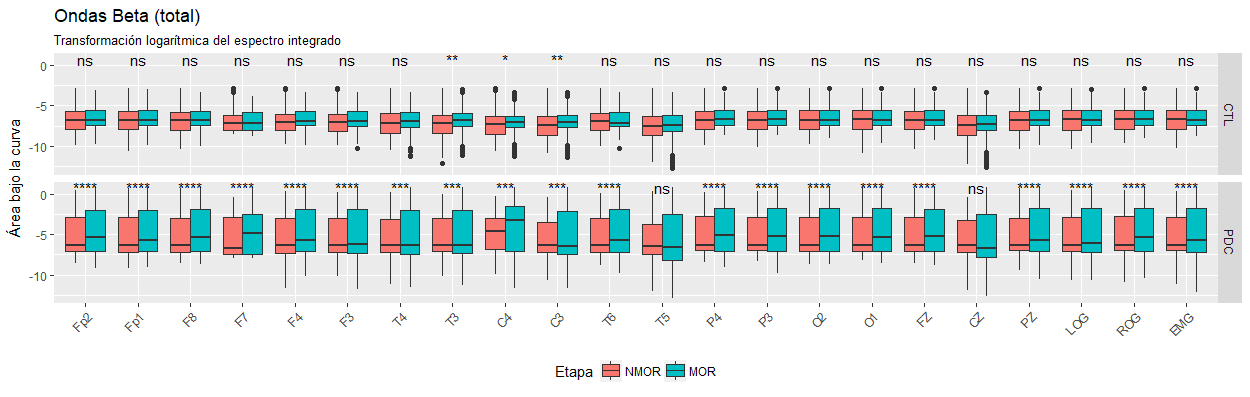 Ondas Beta (total)
Transformación logarítmica del espectro integrado
Área bajo la curva
0 ns ns ns ns ns ns ns ** * ** ns ns ns ns ns ns ns ns ns ns ns ns
-5
-10
CTL
0 **** **** **** **** **** **** *** *** *** *** **** ns **** **** **** **** **** ns **** **** **** ****
-5
-10
PDC
Fp2 Fp1 F8 F7 F4 F3 T4 T3 C4 C3 T6 T5 P4 P3 O2 O1 FZ CZ PZ LOG ROG EMG
Etapa NMOR MOR